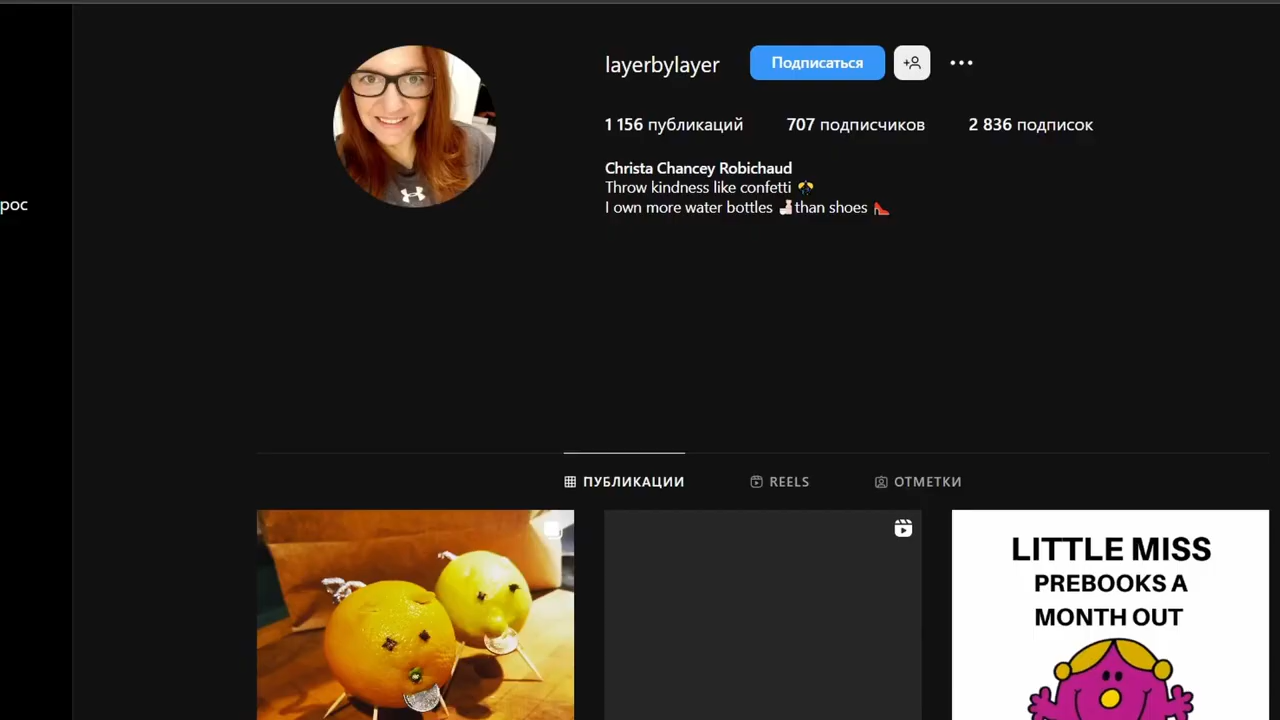 layerbylayer Подписаться
1 156 публикаций 707 подписчиков 2 836 подписок
Christa Chancey Robichaud
Throw kindness like confetti
рос
I own more water bottles than shoes
ПУБЛИКАЦИИ REELS ОТМЕТКИ
LITTLE MISS
PREBOOKS A
MONTH OUT